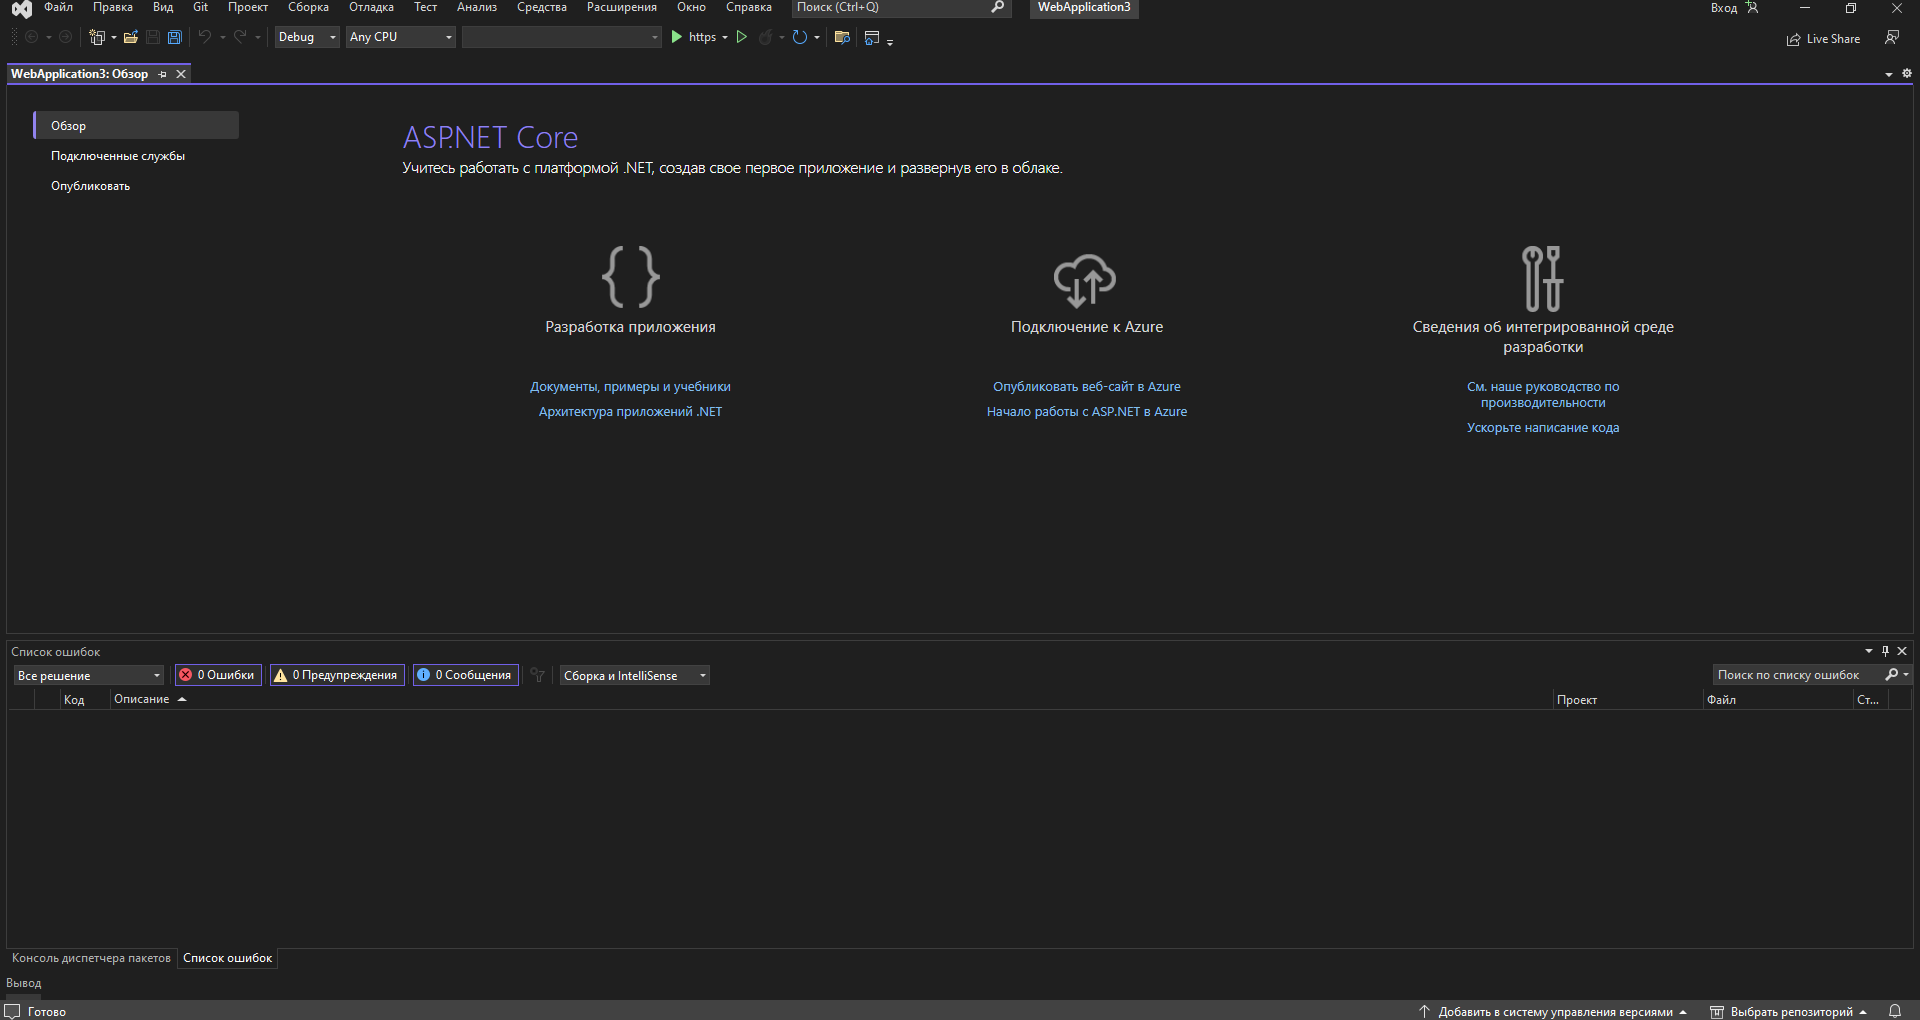 Файл Правка Вид Git Проект Сборка Отладка Тест Анализ Средства Расширения Окно Справка Поиск (Ctrl+Q) WebApplication3 Вход
Debug Any CPU https Live Share
WebApplication3: Обзор
Обзор
Подключенные службы
Опубликовать
ASP.NET Core
Учитесь работать с платформой .NET, создав свое первое приложение и развернув его в облаке.
Разработка приложения
Документы, примеры и учебники
Архитектура приложений .NET
Подключение к Azure
Опубликовать веб-сайт в Azure
Начало работы с ASP.NET в Azure
Сведения об интегрированной среде
разработки
См. наше руководство по
производительности
Ускорьте написание кода
Список ошибок
Все решение 0 Ошибки 0 Предупреждения 0 Сообщения Сборка и IntelliSense Поиск по списку ошибок
Код Описание Проект Файл Ст...
Консоль диспетчера пакетов Список ошибок
Вывод
Готово Добавить в систему управления версиями Выбрать репозиторий